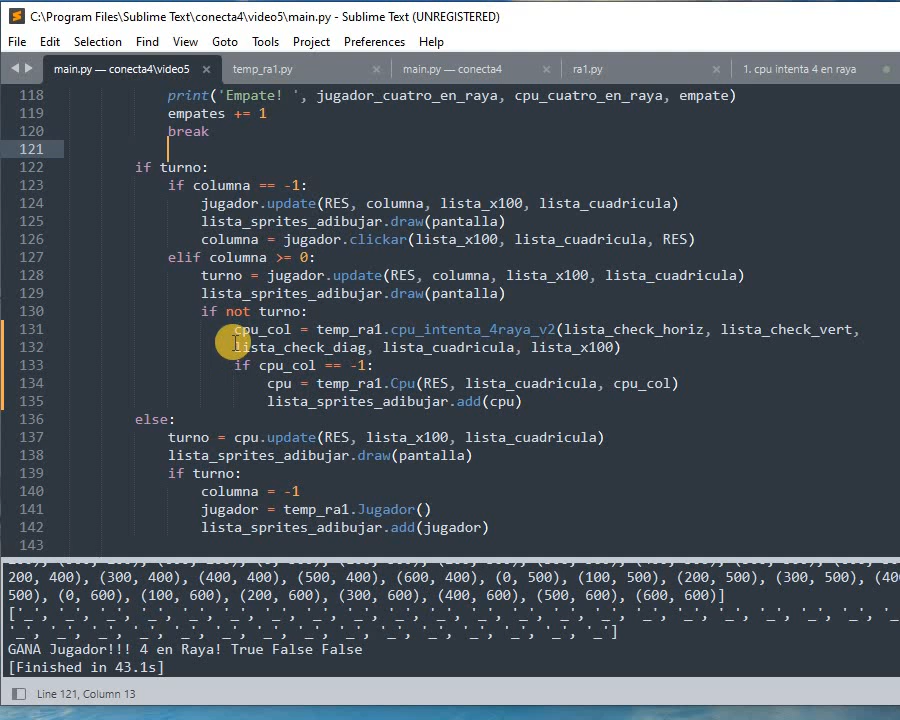 C:\Program Files\Sublime Text\conecta4\video5\main.py - Sublime Text (UNREGISTERED)
File Edit Selection Find View Goto Tools Project Preferences Help
main.py — conecta4\video5 × temp_ra1.py × main.py — conecta4 × ra1.py × 1. cpu intenta 4 en raya
118 print('Empate! ', jugador_cuatro_en_raya, cpu_cuatro_en_raya, empate)
119 empates += 1
120 break
121
122 if turno:
123 if columna == -1:
124 jugador.update(RES, columna, lista_x100, lista_cuadricula)
125 lista_sprites_adibujar.draw(pantalla)
126 columna = jugador.clickar(lista_x100, lista_cuadricula, RES)
127 elif columna >= 0:
128 turno = jugador.update(RES, columna, lista_x100, lista_cuadricula)
129 lista_sprites_adibujar.draw(pantalla)
130 if not turno:
131 cpu_col = temp_ra1.cpu_intenta_4raya_v2(lista_check_horiz, lista_check_vert,
132 lista_check_diag, lista_cuadricula, lista_x100)
133 if cpu_col == -1:
134 cpu = temp_ra1.Cpu(RES, lista_cuadricula, cpu_col)
135 lista_sprites_adibujar.add(cpu)
136 else:
137 turno = cpu.update(RES, lista_x100, lista_cuadricula)
138 lista_sprites_adibujar.draw(pantalla)
139 if turno:
140 columna = -1
141 jugador = temp_ra1.Jugador()
142 lista_sprites_adibujar.add(jugador)
143
200, 400), (300, 400), (400, 400), (500, 400), (600, 400), (0, 500), (100, 500), (200, 500), (300, 500), (40
500), (0, 600), (100, 600), (200, 600), (300, 600), (400, 600), (500, 600), (600, 600)]
['_', '_', '_', '_', '_', '_', '_', '_', '_', '_', '_', '_', '_', '_', '_', '_', '_', '_', '_', '_', '_', '_
'_', '_', '_', '_', '_', '_', '_', '_', '_', '_', '_', '_', '_', '_', '_']
GANA Jugador!!! 4 en Raya! True False False
[Finished in 43.1s]
Line 121, Column 13